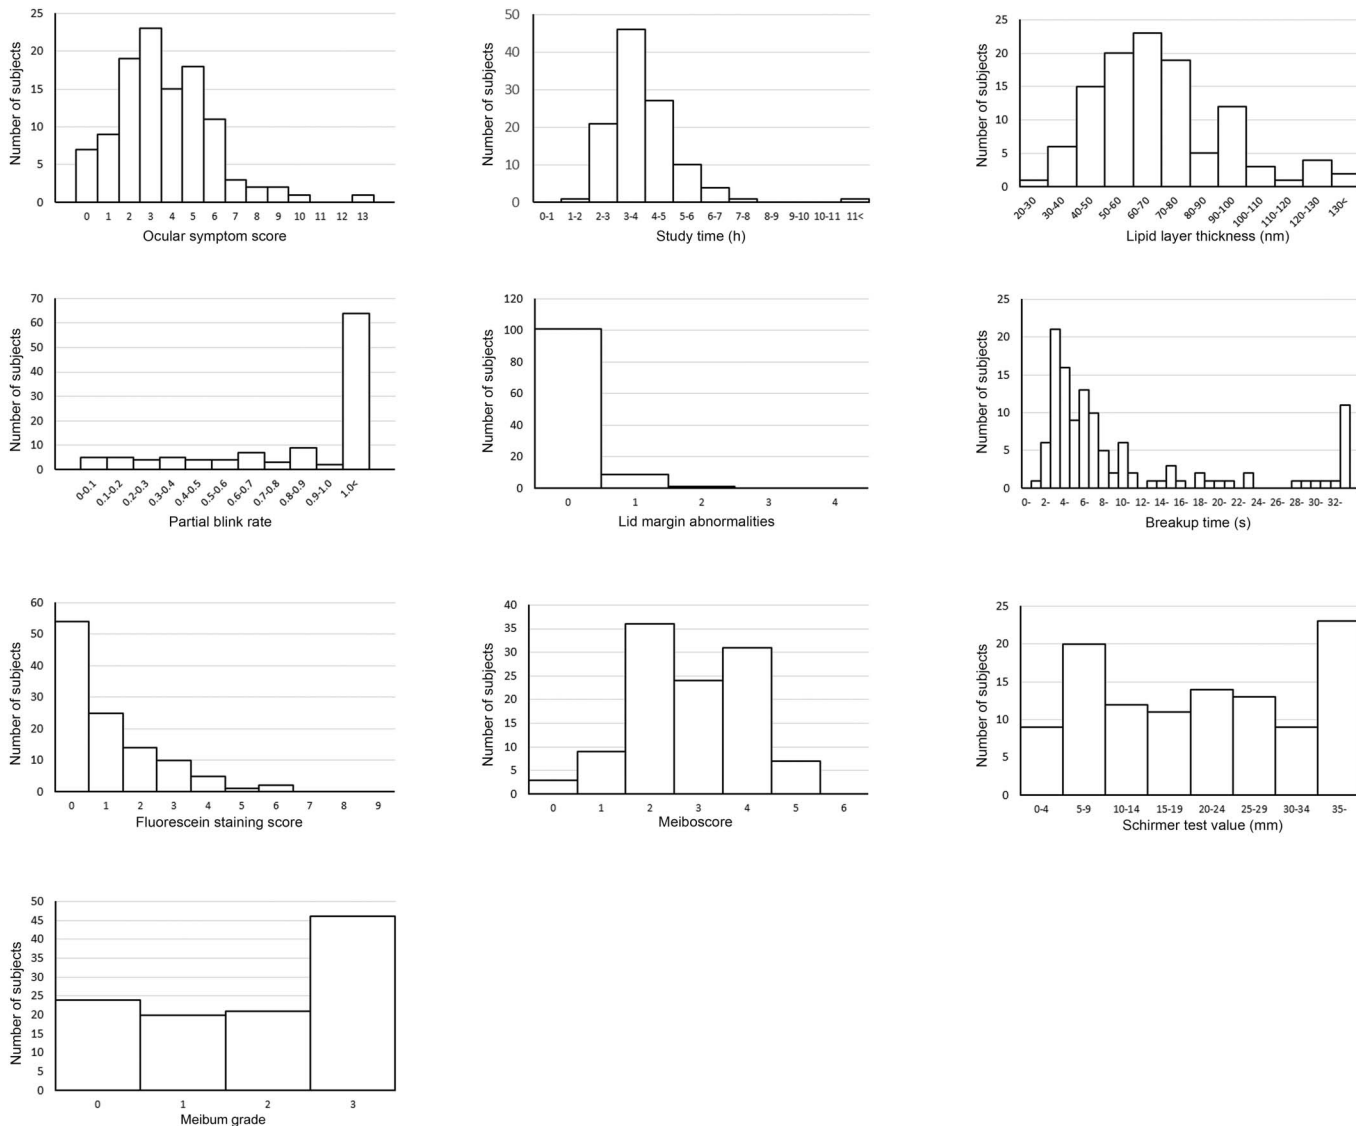 Number of subjects
25
20
15
10
5
0
0 1 2 3 4 5 6 7 8 9 10 11 12 13
Ocular symptom score
Number of subjects
50
40
30
20
10
0
0-1 1-2 2-3 3-4 4-5 5-6 6-7 7-8 8-9 9-10 10-11 11<
Study time (h)
Number of subjects
25
20
15
10
5
0
20-30 30-40 40-50 50-60 60-70 70-80 80-90 90-100 100-110 110-120 120-130 130<
Lipid layer thickness (nm)
Number of subjects
70
60
50
40
30
20
10
0
0-0.1 0.1-0.2 0.2-0.3 0.3-0.4 0.4-0.5 0.5-0.6 0.6-0.7 0.7-0.8 0.8-0.9 0.9-1.0 1.0<
Partial blink rate
Number of subjects
120
100
80
60
40
20
0
0 1 2 3 4
Lid margin abnormalities
Number of subjects
25
20
15
10
5
0
0- 2- 4- 6- 8- 10- 12- 14- 16- 18- 20- 22- 24- 26- 28- 30- 32-
Breakup time (s)
Number of subjects
60
50
40
30
20
10
0
0 1 2 3 4 5 6 7 8 9
Fluorescein staining score
Number of subjects
40
35
30
25
20
15
10
5
0
0 1 2 3 4 5 6
Meiboscore
Number of subjects
25
20
15
10
5
0
0-4 5-9 10-14 15-19 20-24 25-29 30-34 35-
Schirmer test value (mm)
Number of subjects
50
45
40
35
30
25
20
15
10
5
0
0 1 2 3
Meibum grade